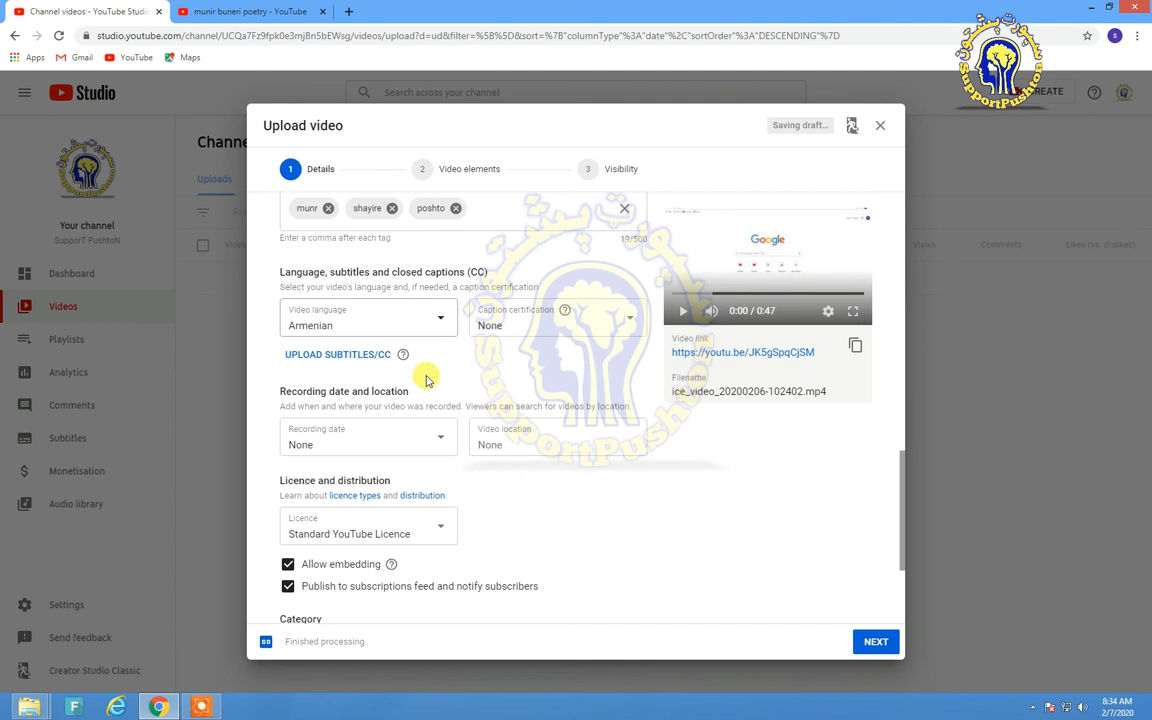 Channel videos - YouTube Studio
munir buneri poetry - YouTube
studio.youtube.com/channel/UCQa7Fz9fpk0e3mjBn5bEWsg/videos/upload?d=ud&filter=%5B%5D&sort=%7B"columnType"%3A"date"%2C"sortOrder"%3A"DESCENDING"%7D
Apps
Gmail
YouTube
Maps
SupportPushton
Studio
Search across your channel
CREATE
Upload video
Saving draft...
1 Details
2 Video elements
3 Visibility
Uploads
munr
shayire
poshto
Enter a comma after each tag
19/500
Views
Comments
Likes (vs. dislikes)
Google
Your channel
SupporT PushtoN
Language, subtitles and closed captions (CC)
Select your video's language and, if needed, a caption certification
Video language
Armenian
Caption certification
None
UPLOAD SUBTITLES/CC
0:00 / 0:47
Video link
https://youtu.be/JK5gSpqCjSM
Filename
ice_video_20200206-102402.mp4
Dashboard
Videos
Playlists
Analytics
Comments
Subtitles
Monetisation
Audio library
Recording date and location
Add when and where your video was recorded. Viewers can search for videos by location.
Recording date
None
Video location
None
Licence and distribution
Learn about licence types and distribution.
Licence
Standard YouTube Licence
Allow embedding
Publish to subscriptions feed and notify subscribers
Category
Settings
Send feedback
Creator Studio Classic
Finished processing
NEXT
8:34 AM
2/7/2020